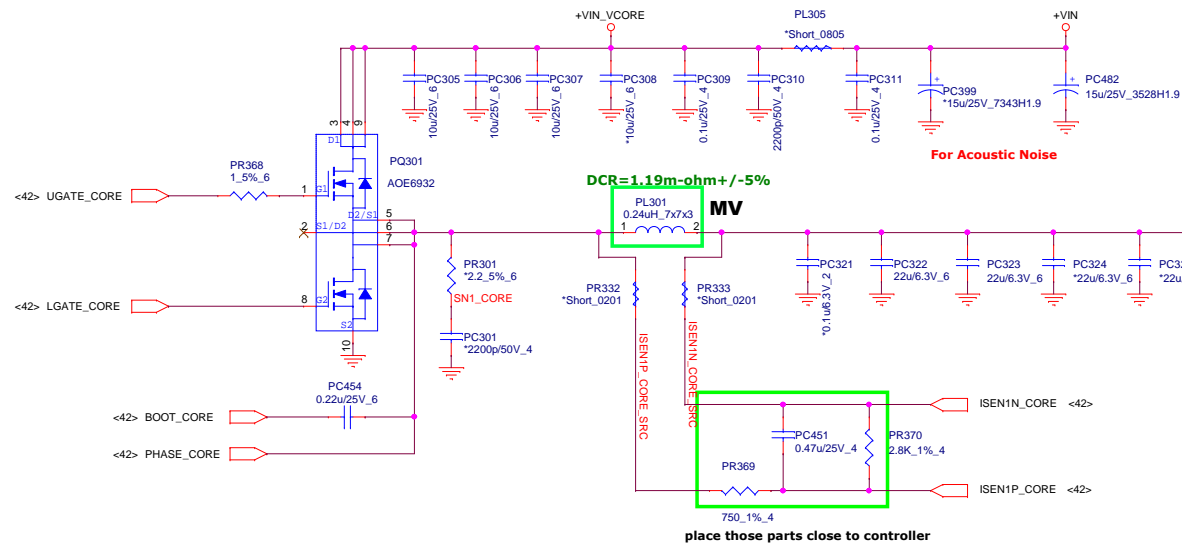 +VIN_VCORE
PL305
*Short_0805
+VIN
PC305
10u/25V_6
PC306
10u/25V_6
PC307
10u/25V_6
PC308
*10u/25V_6
PC309
0.1u/25V_4
PC310
2200p/50V_4
PC311
0.1u/25V_4
+
PC399
*15u/25V_7343H1.9
+
PC482
15u/25V_3528H1.9
For Acoustic Noise
3
4
9
D1
PQ301
AOE6932
PR368
1_5%_6
<42> UGATE_CORE
1
G1
D2/S1
5
6
7
2
S1/D2
<42> LGATE_CORE
8
G2
S2
10
DCR=1.19m-ohm+/-5%
PL301
0.24uH_7x7x3
MV
1
2
PR301
*2.2_5%_6
SN1_CORE
PC301
*2200p/50V_4
PR332
*Short_0201
PR333
*Short_0201
ISEN1P_CORE_SRC
ISEN1N_CORE_SRC
PC321
*0.1u/6.3V_2
PC322
22u/6.3V_6
PC323
22u/6.3V_6
PC324
*22u/6.3V_6
PC454
0.22u/25V_6
<42> BOOT_CORE
<42> PHASE_CORE
ISEN1N_CORE <42>
PC451
0.47u/25V_4
PR370
2.8K_1%_4
PR369
750_1%_4
ISEN1P_CORE <42>
place those parts close to controller